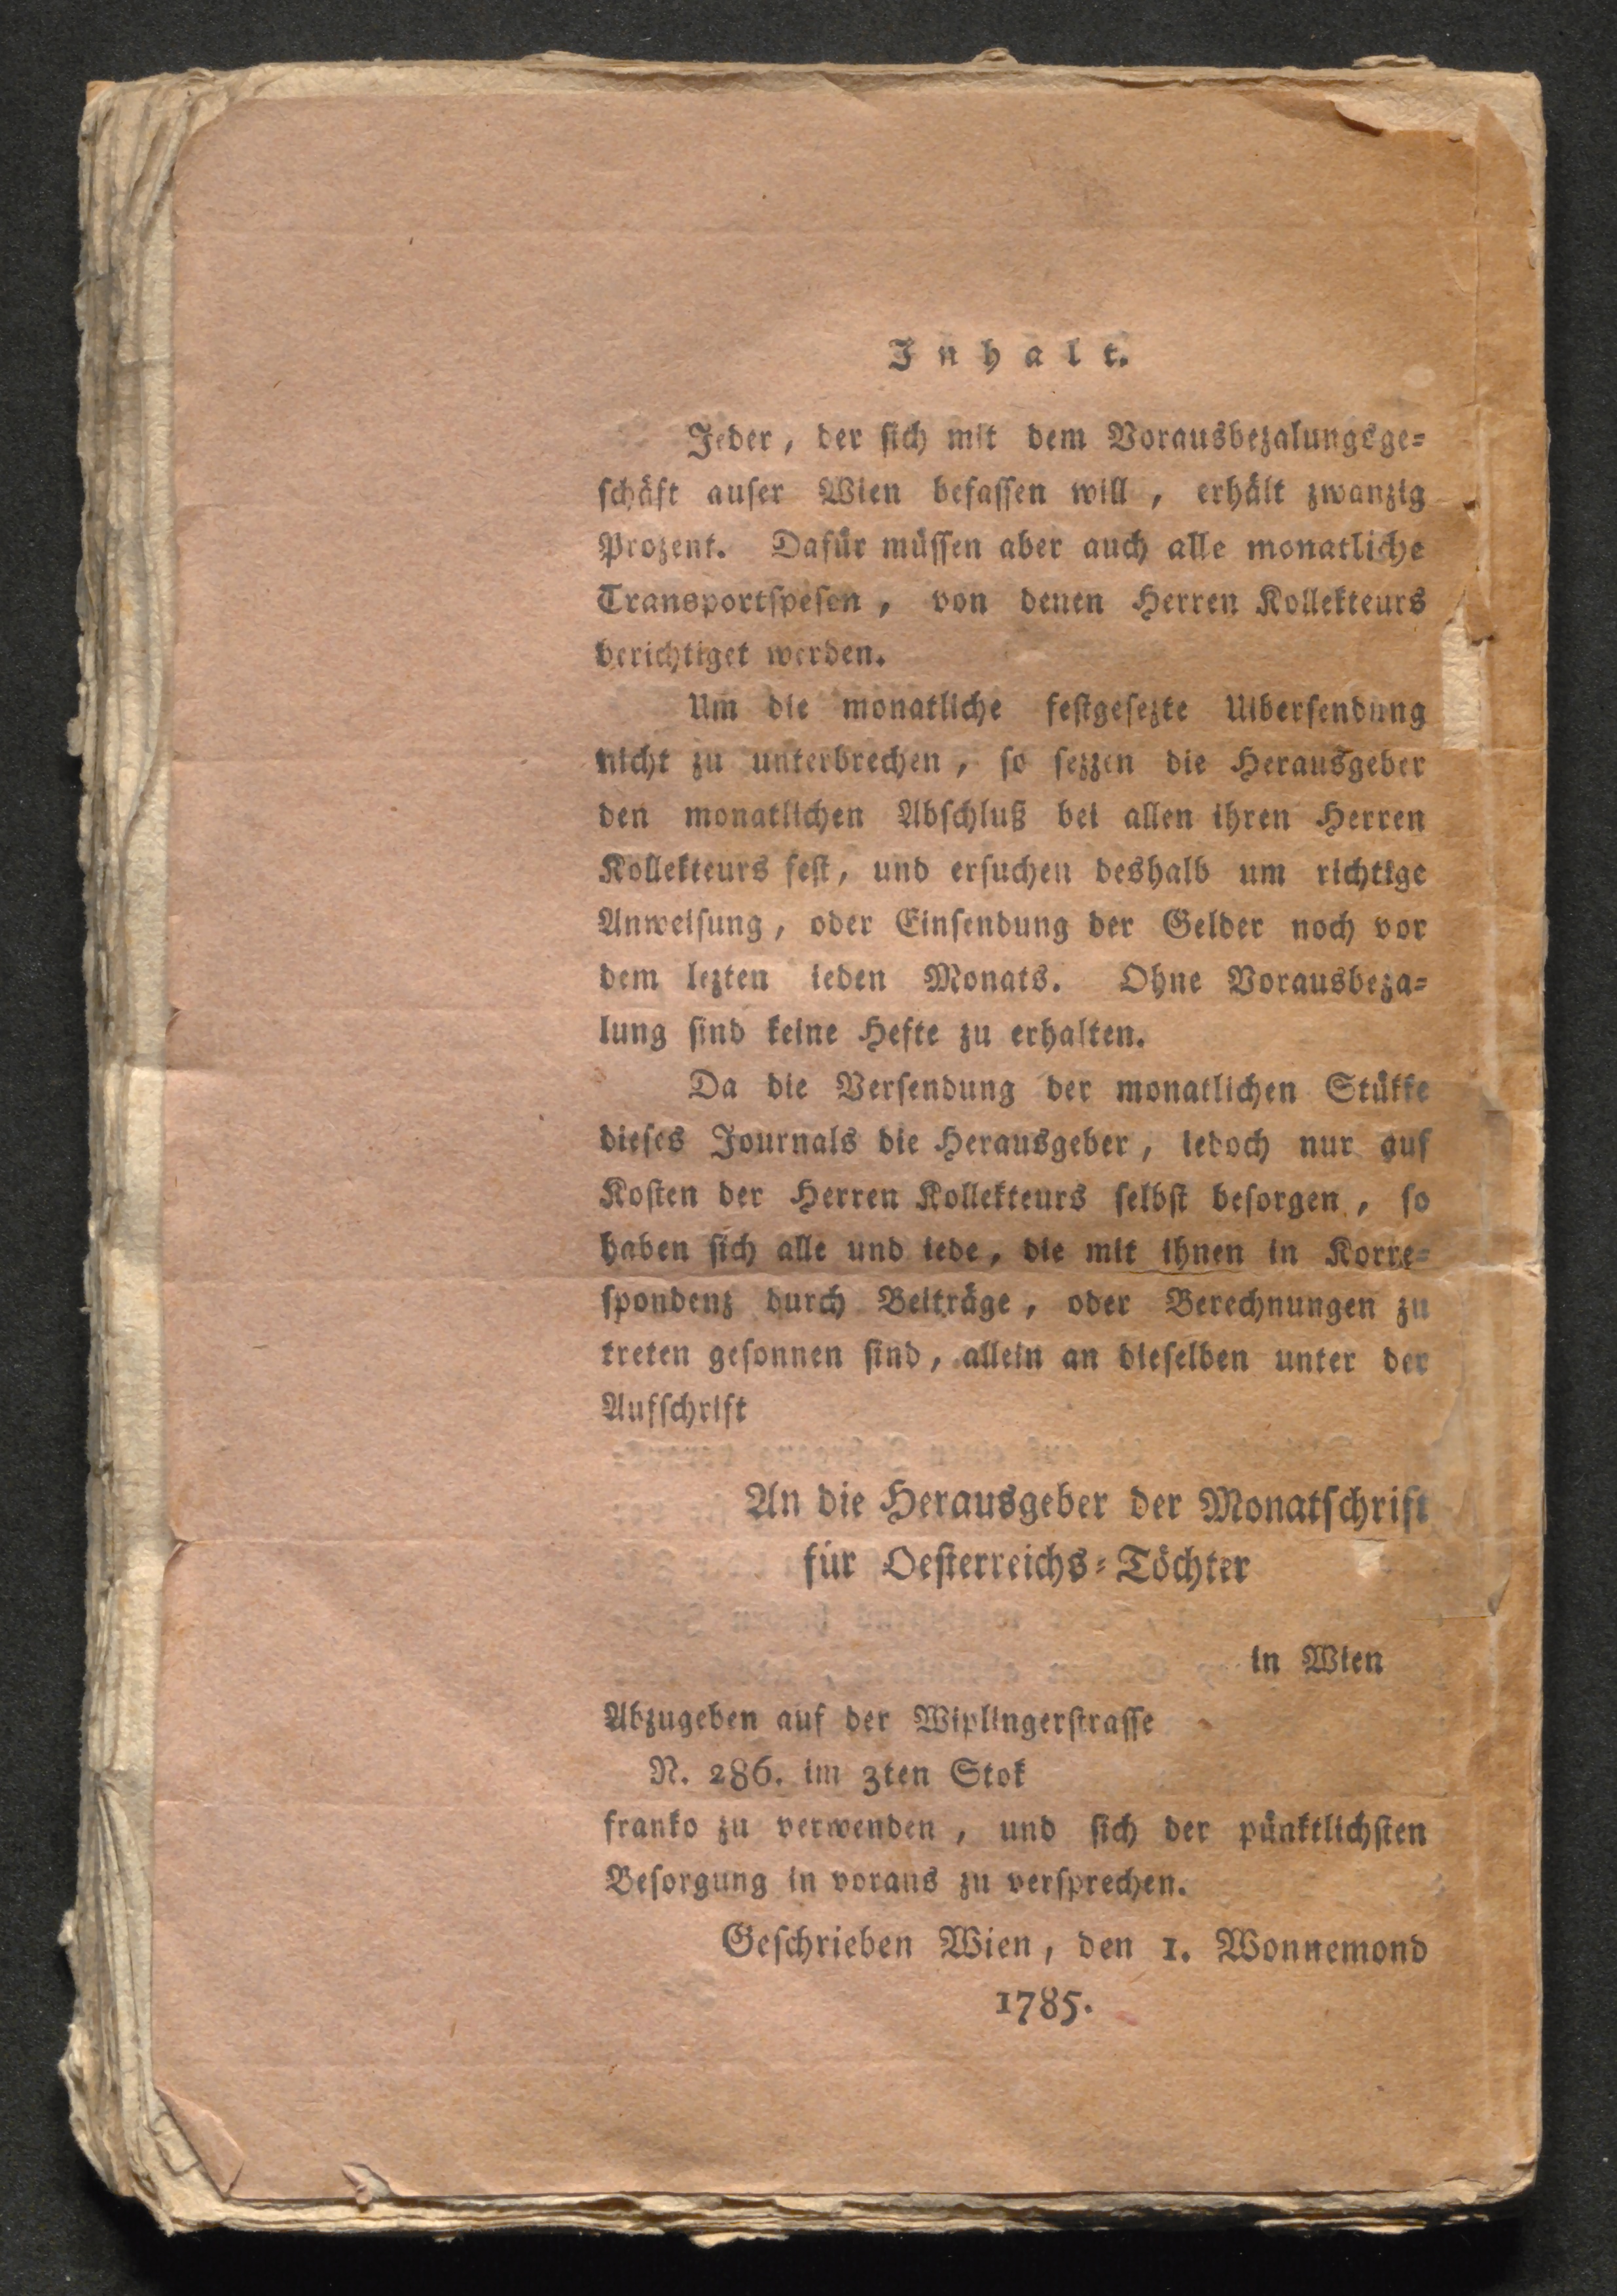 Inhalt.
Jeder, der ſich mit dem Vorausbezalungsge⸗
ſchäft auſer Wien befaſſen will, erhält zwanzig
Prozent. Dafür müſſen aber auch alle monatliche
Transportſpeſen, von denen Herren Kollekteurs
berichtiget werden.
Um die monatliche feſtgeſezte Uiberſendung
nicht zu unterbrechen, ſo ſezzen die Herausgeber
den monatlichen Abſchluß bei allen ihren Herren
Kollekteurs feſt, und erſuchen deshalb um richtige
Anweiſung, oder Einſendung der Gelder noch vor
dem lezten ieden Monats. Ohne Vorausbeza⸗
lung ſind keine Hefte zu erhalten.
Da die Verſendung der monatlichen Stükke
dieſes Journals die Herausgeber, iedoch nur auf
Koſten der Herren Kollekteurs ſelbſt beſorgen, ſo
haben ſich alle und iede, die mit ihnen in Korre⸗
ſpondenz durch Beiträge, oder Berechnungen zu
treten geſonnen ſind, allein an dieſelben unter der
Aufſchrift
An die Herausgeber der Monatſchrift
für Oeſterreichs⸗Töchter
in Wien
Abzugeben auf der Wiplingerſtraſſe
N. 286. im 3ten Stok
franko zu verwenden, und ſich der pünktlichſten
Beſorgung in voraus zu verſprechen.
Geſchrieben Wien, den 1. Wonnemond
1785.